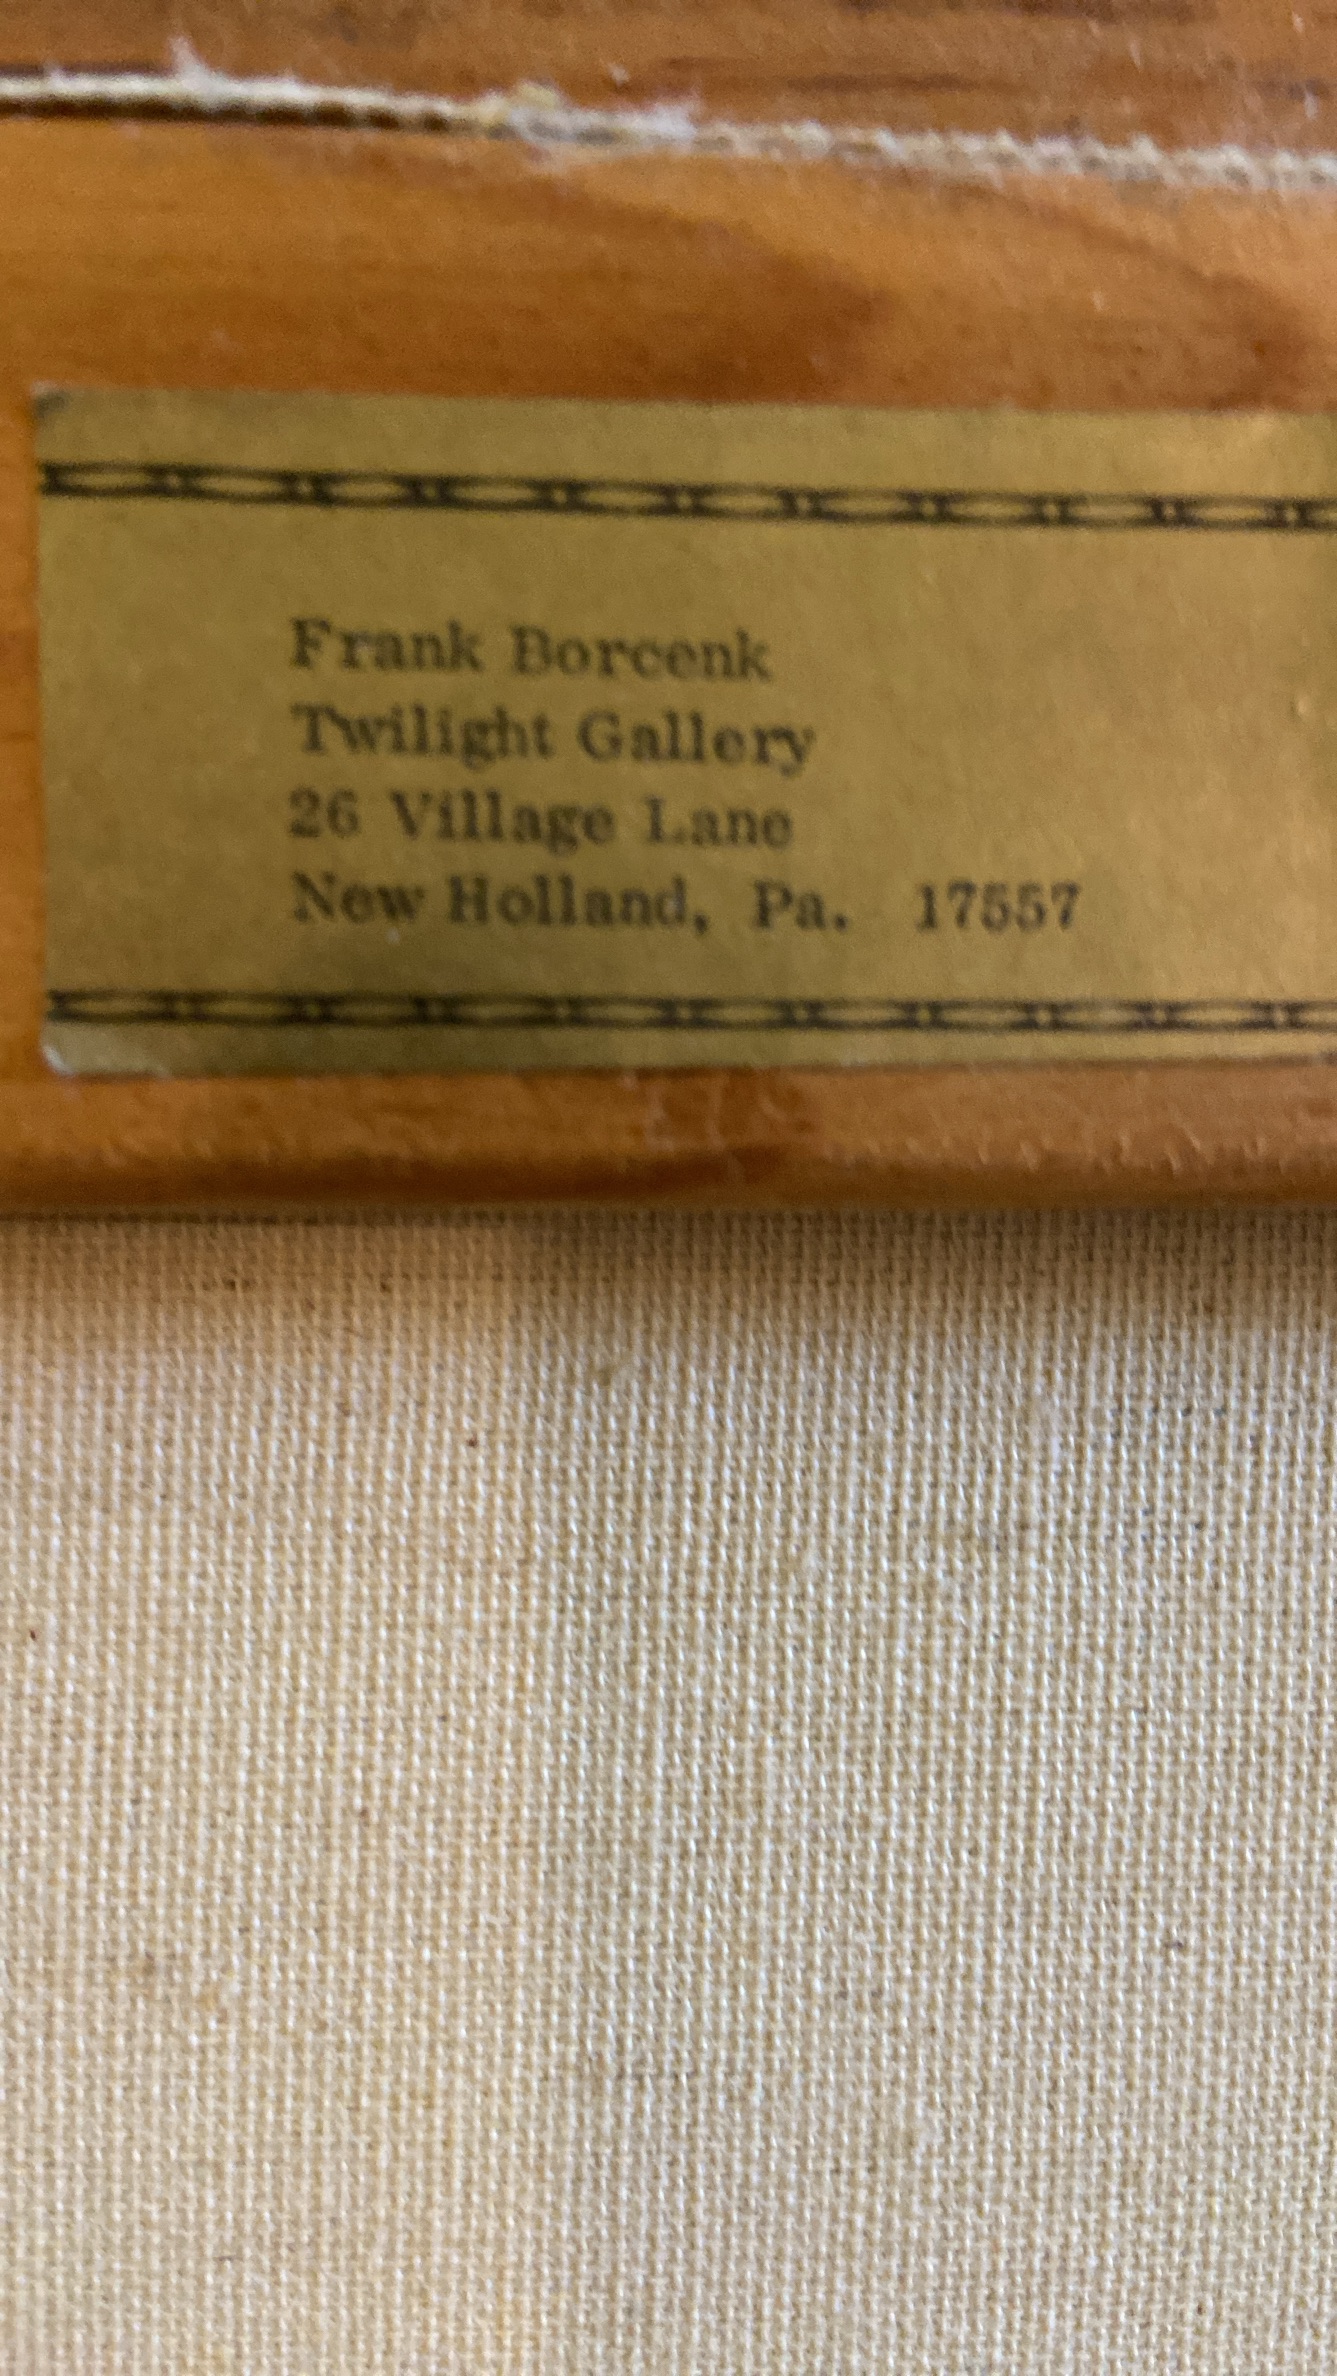 Frank Borcenk
Twilight Gallery
26 Village Lane
New Holland, Pa. 17557